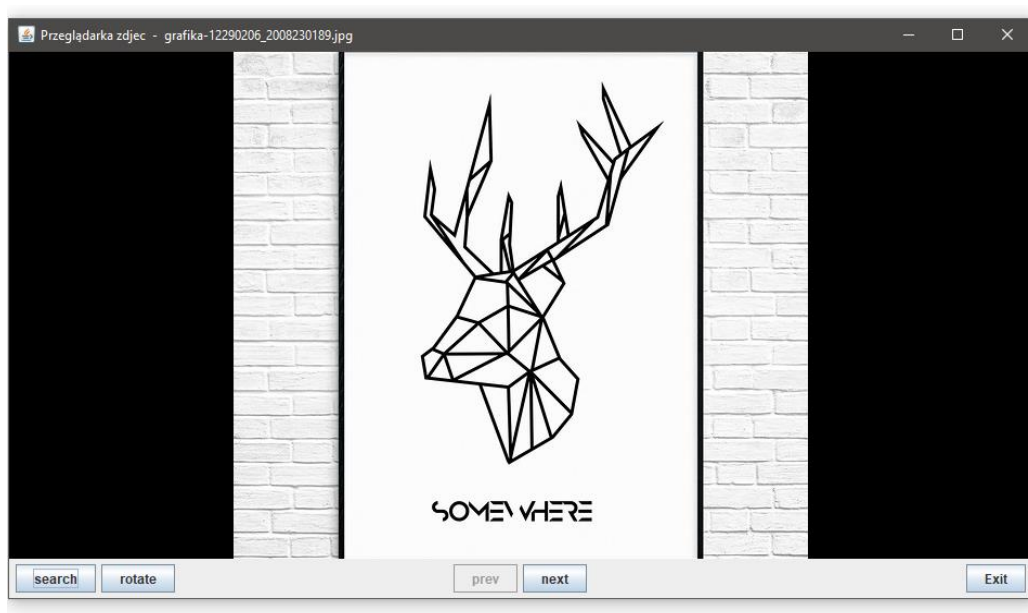 Przeglądarka zdjec - grafika-12290206_2008230189.jpg
SOMEWHERE
search rotate prev next Exit